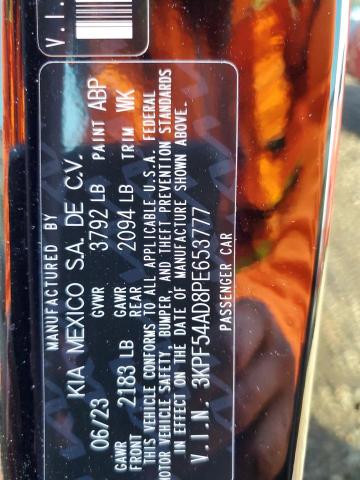 V.I.
MANUFACTURED BY
KIA MEXICO S.A. DE C.V.
06/23 GVWR 3792 LB PAINT ABP
GAWR FRONT 2183 LB GAWR REAR 2094 LB TRIM WK
THIS VEHICLE CONFORMS TO ALL APPLICABLE U.S.A. FEDERAL
MOTOR VEHICLE SAFETY, BUMPER, AND THEFT PREVENTION STANDARDS
IN EFFECT ON THE DATE OF MANUFACTURE SHOWN ABOVE.
V.I.N. 3KPF54AD8PE653777
PASSENGER CAR